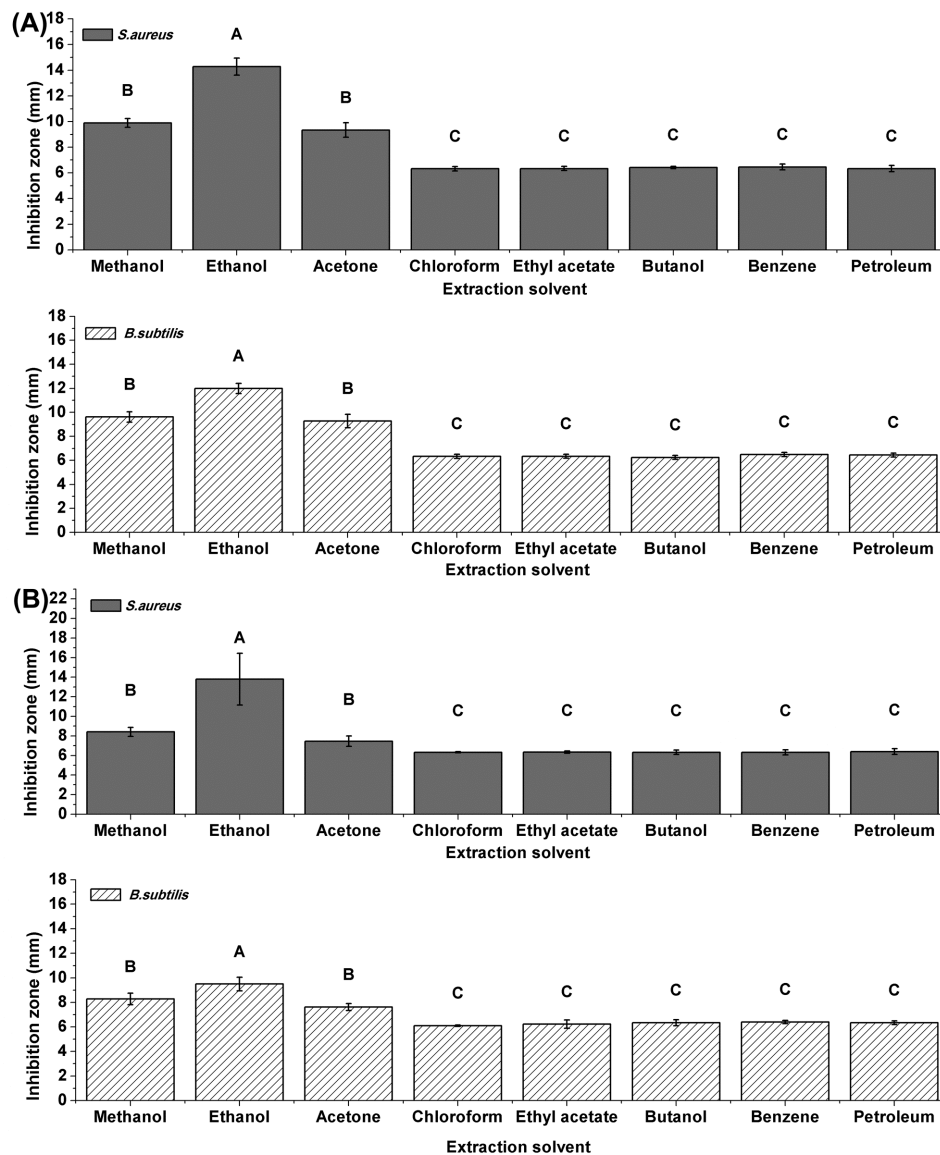 (A)
S.aureus
Inhibition zone (mm)
18
16
14
12
10
8
6
4
2
0
B
A
B
C
C
C
C
C
Methanol Ethanol Acetone Chloroform Ethyl acetate Butanol Benzene Petroleum
Extraction solvent
B.subtilis
Inhibition zone (mm)
18
16
14
12
10
8
6
4
2
0
B
A
B
C
C
C
C
C
Methanol Ethanol Acetone Chloroform Ethyl acetate Butanol Benzene Petroleum
Extraction solvent
(B)
S.aureus
Inhibition zone (mm)
22
20
18
16
14
12
10
8
6
4
2
0
B
A
B
C
C
C
C
C
Methanol Ethanol Acetone Chloroform Ethyl acetate Butanol Benzene Petroleum
Extraction solvent
B.subtilis
Inhibition zone (mm)
18
16
14
12
10
8
6
4
2
0
B
A
B
C
C
C
C
C
Methanol Ethanol Acetone Chloroform Ethyl acetate Butanol Benzene Petroleum
Extraction solvent